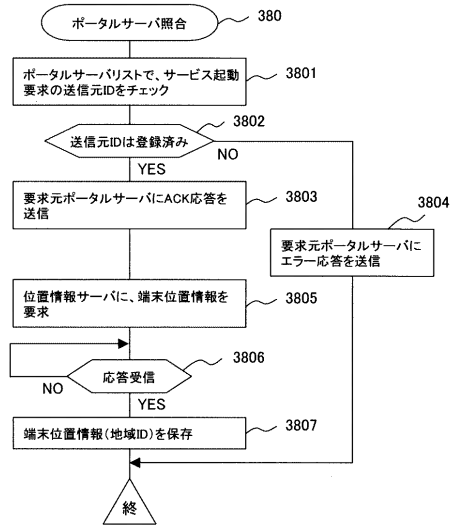 ポータルサーバ照合
380
ポータルサーバリストで、サービス起動
要求の送信元IDをチェック
3801
送信元IDは登録済み
3802
NO
YES
要求元ポータルサーバにACK応答を
送信
3803
3804
要求元ポータルサーバに
エラー応答を送信
位置情報サーバに、端末位置情報を
要求
3805
応答受信
3806
NO
YES
端末位置情報(地域ID)を保存
3807
終